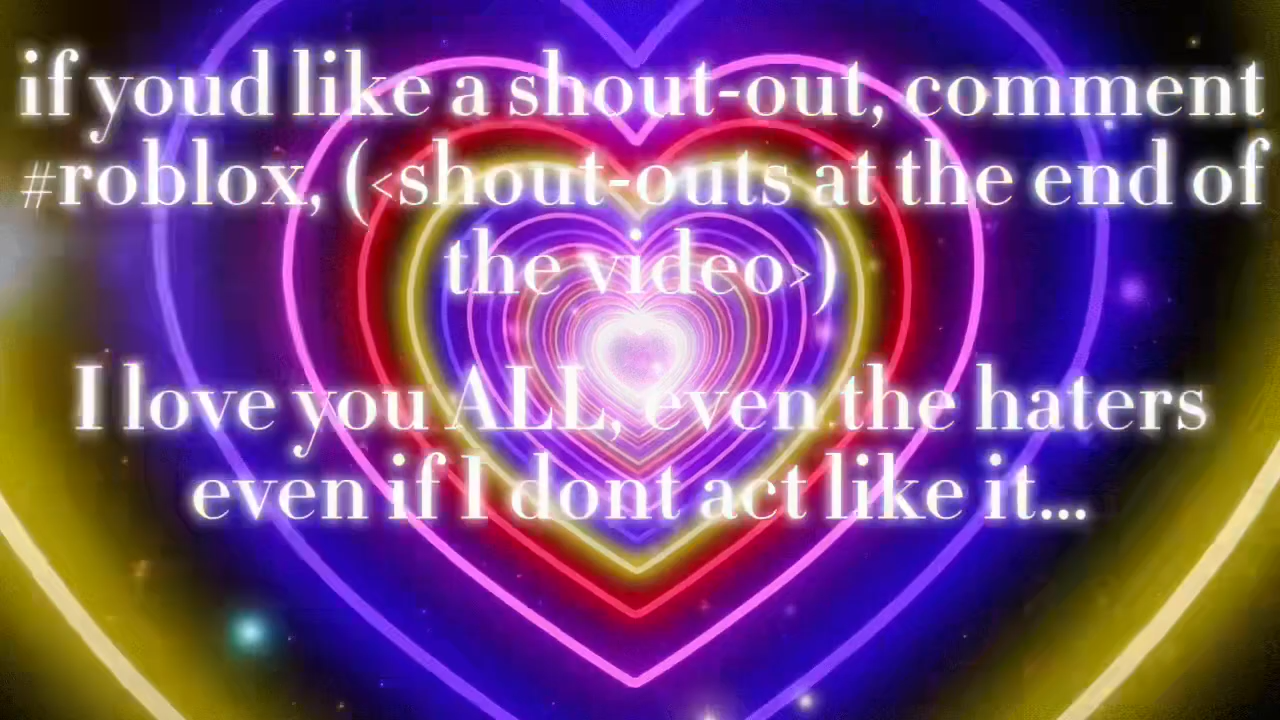 if youd like a shout-out, comment
#roblox, (<shout-outs at the end of
the video>)
I love you ALL, even the haters
even if I dont act like it...